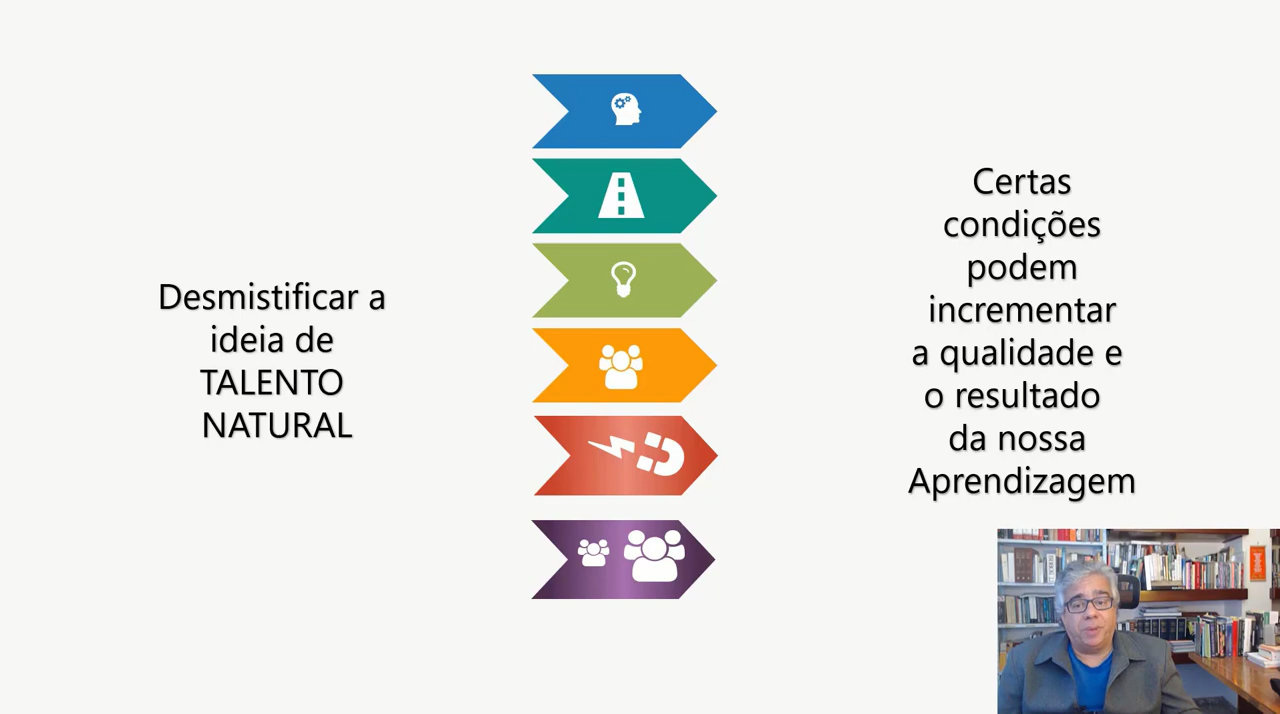 Desmistificar a
ideia de
TALENTO
NATURAL
Certas
condições
podem
incrementar
a qualidade e
o resultado
da nossa
Aprendizagem